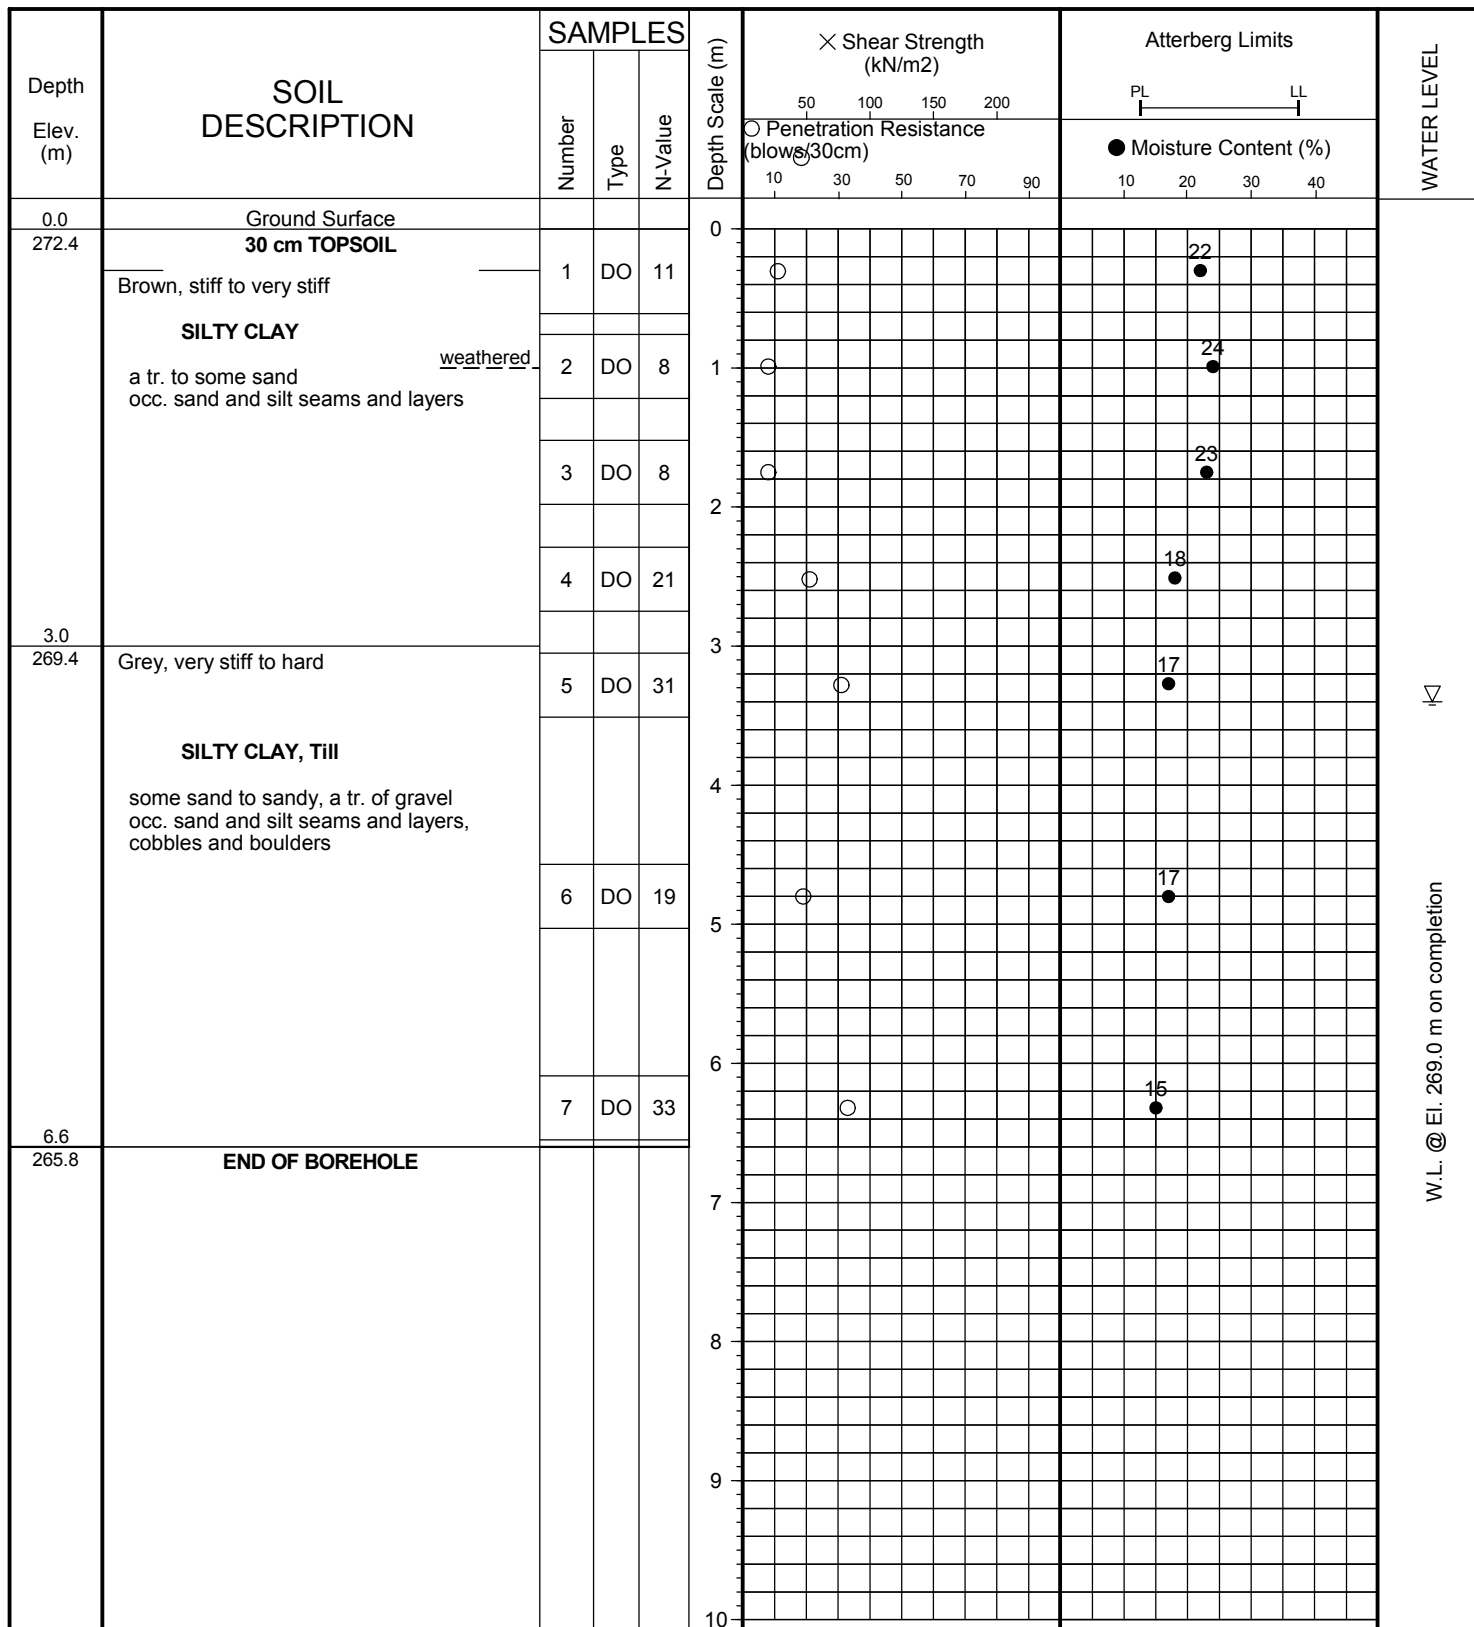 Depth
Elev.
(m)
SOIL
DESCRIPTION
SAMPLES
Number
Type
N-Value
Depth Scale (m)
Shear Strength
(kN/m2)
50 100 150 200
Penetration Resistance
(blows/30cm)
10 30 50 70 90
Atterberg Limits
PL LL
Moisture Content (%)
10 20 30 40
WATER LEVEL
0.0 Ground Surface
0
272.4 30 cm TOPSOIL
22
1 DO 11
Brown, stiff to very stiff
SILTY CLAY
24
weathered
2 DO 8
1
a tr. to some sand
occ. sand and silt seams and layers
23
3 DO 8
2
18
4 DO 21
3.0
3
269.4 Grey, very stiff to hard
17
5 DO 31
SILTY CLAY, Till
4
some sand to sandy, a tr. of gravel
occ. sand and silt seams and layers,
cobbles and boulders
17
6 DO 19
5
6
15
7 DO 33
6.6
265.8 END OF BOREHOLE
7
8
9
10
W.L. @ El. 269.0 m on completion